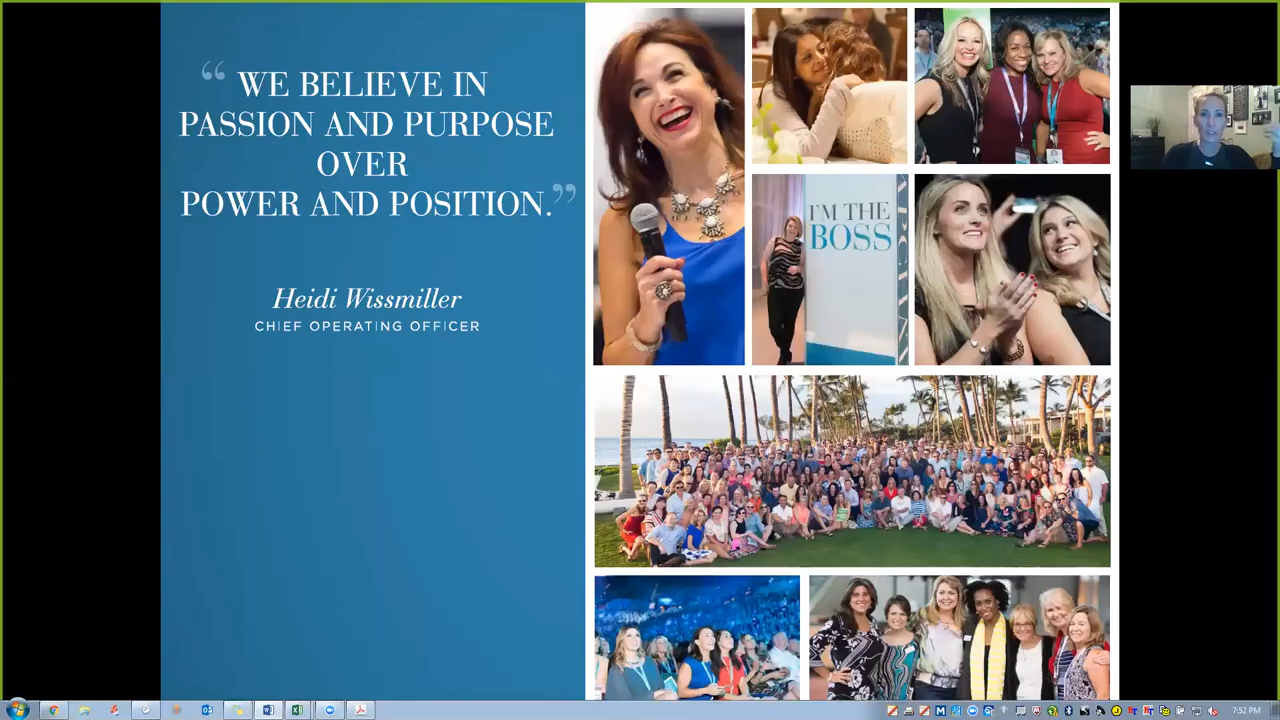 “ WE BELIEVE IN
PASSION AND PURPOSE
OVER
POWER AND POSITION.”
Heidi Wissmiller
CHIEF OPERATING OFFICER
I'M THE
BOSS
7:52 PM